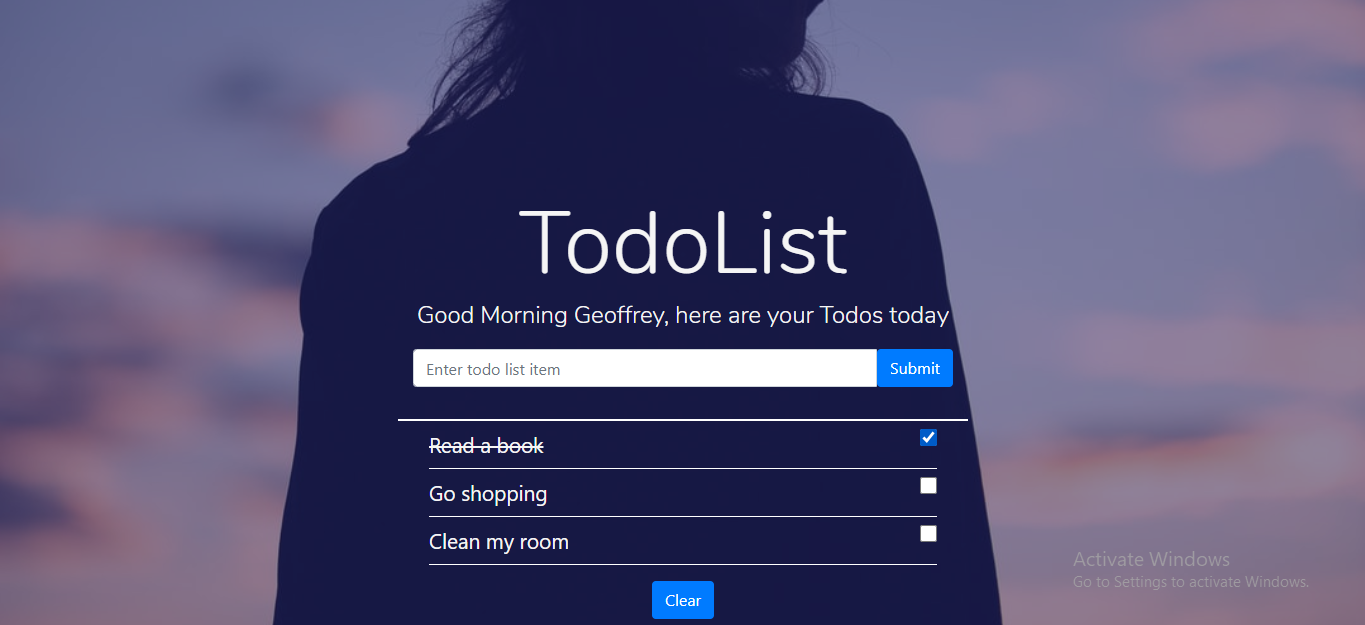 TodoList
Good Morning Geoffrey, here are your Todos today
Enter todo list item
Submit
Read a book
Go shopping
Clean my room
Clear
Activate Windows
Go to Settings to activate Windows.